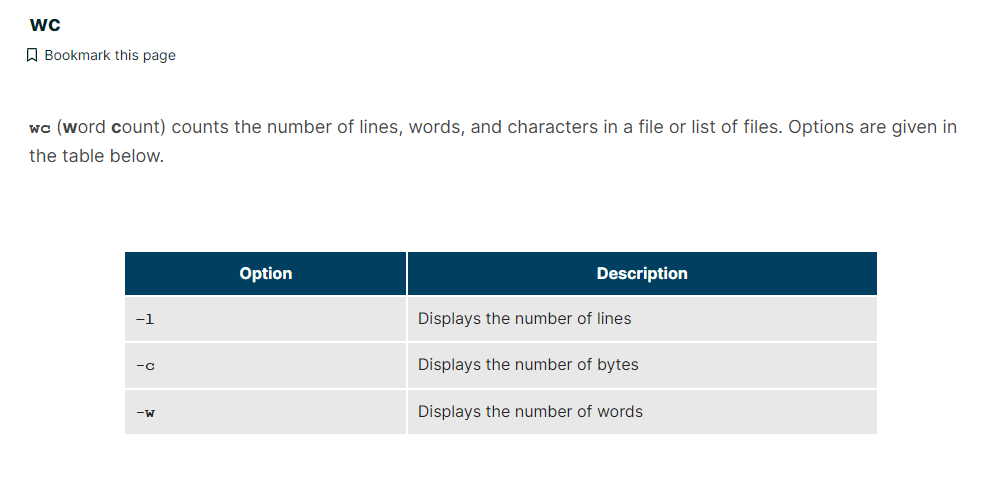 wc
Bookmark this page
wc (word count) counts the number of lines, words, and characters in a file or list of files. Options are given in
the table below.
Option Description
-l Displays the number of lines
-c Displays the number of bytes
-w Displays the number of words